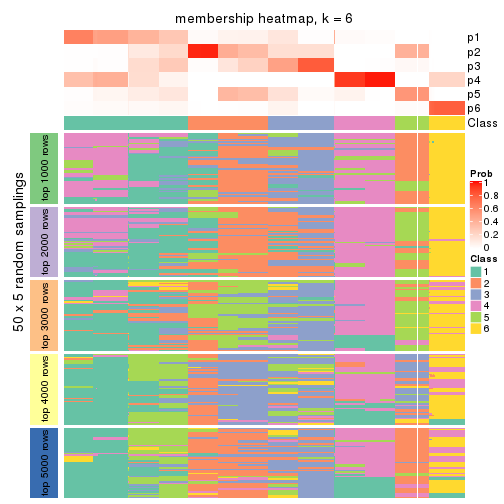 membership heatmap, k = 6
p1
p2
p3
p4
p5
p6
Class
50 x 5 random samplings
top 1000 rows
top 2000 rows
top 3000 rows
top 4000 rows
top 5000 rows
Prob
1
0.8
0.6
0.4
0.2
0
Class
1
2
3
4
5
6